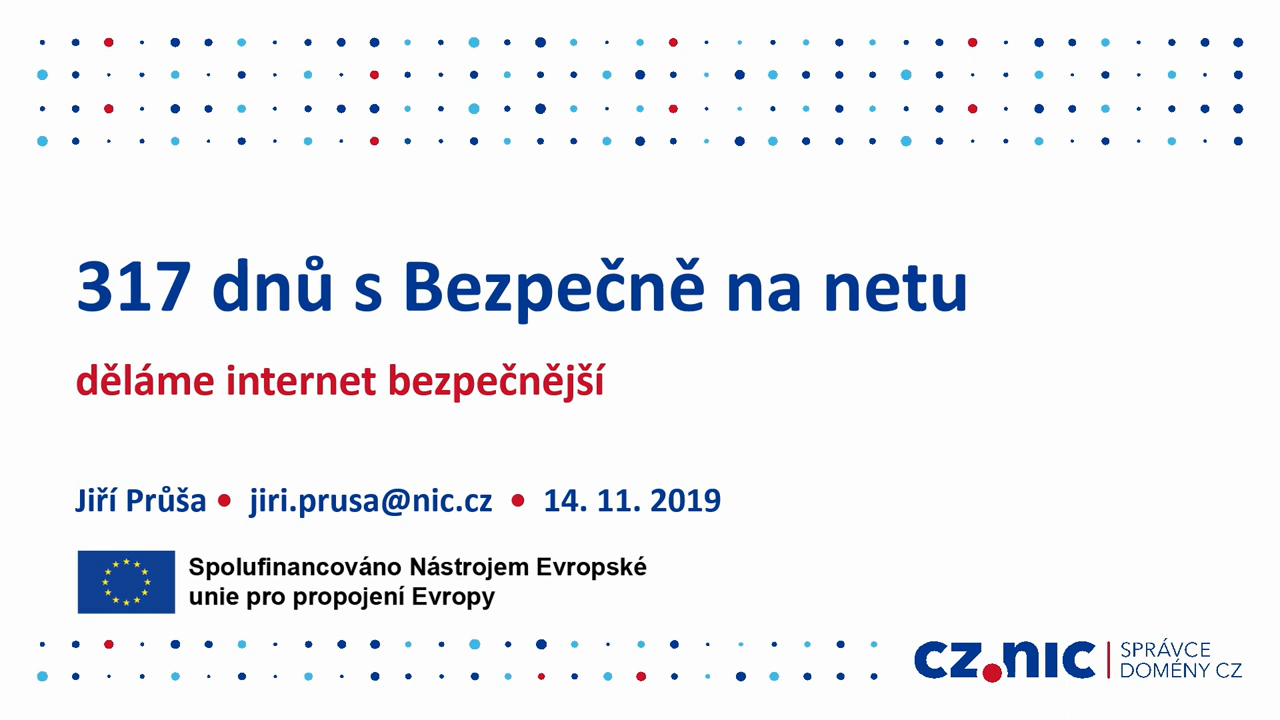 317 dnů s Bezpečně na netu
děláme internet bezpečnější
Jiří Průša • jiri.prusa@nic.cz • 14. 11. 2019
Spolufinancováno Nástrojem Evropské
unie pro propojení Evropy
cz.nic
SPRÁVCE
DOMÉNY CZ